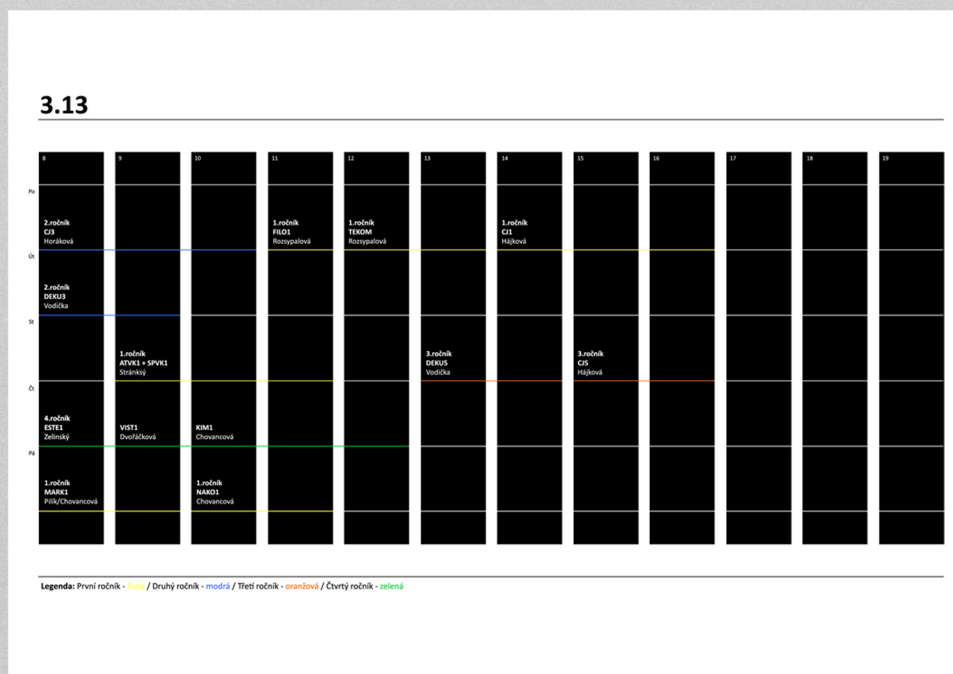 3.13
8 9 10 11 12 13 14 15 16 17 18 19
Po
2.ročník
CJ3
Horáková
1.ročník
FILO1
Rozsypalová
1.ročník
TEKOM
Rozsypalová
1.ročník
CJ1
Hájková
Út
2.ročník
DEKU3
Vodička
St
1.ročník
ATVK1 + SPVK1
Stránský
3.ročník
DEKU5
Vodička
3.ročník
CJ5
Hájková
Čt
4.ročník
ESTE1
Zelinský
VIST1
Dvořáčková
KIM1
Chovancová
Pá
1.ročník
MARK1
Pilík/Chovancová
1.ročník
NAKO1
Chovancová
Legenda: První ročník - žlutá / Druhý ročník - modrá / Třetí ročník - oranžová / Čtvrtý ročník - zelená